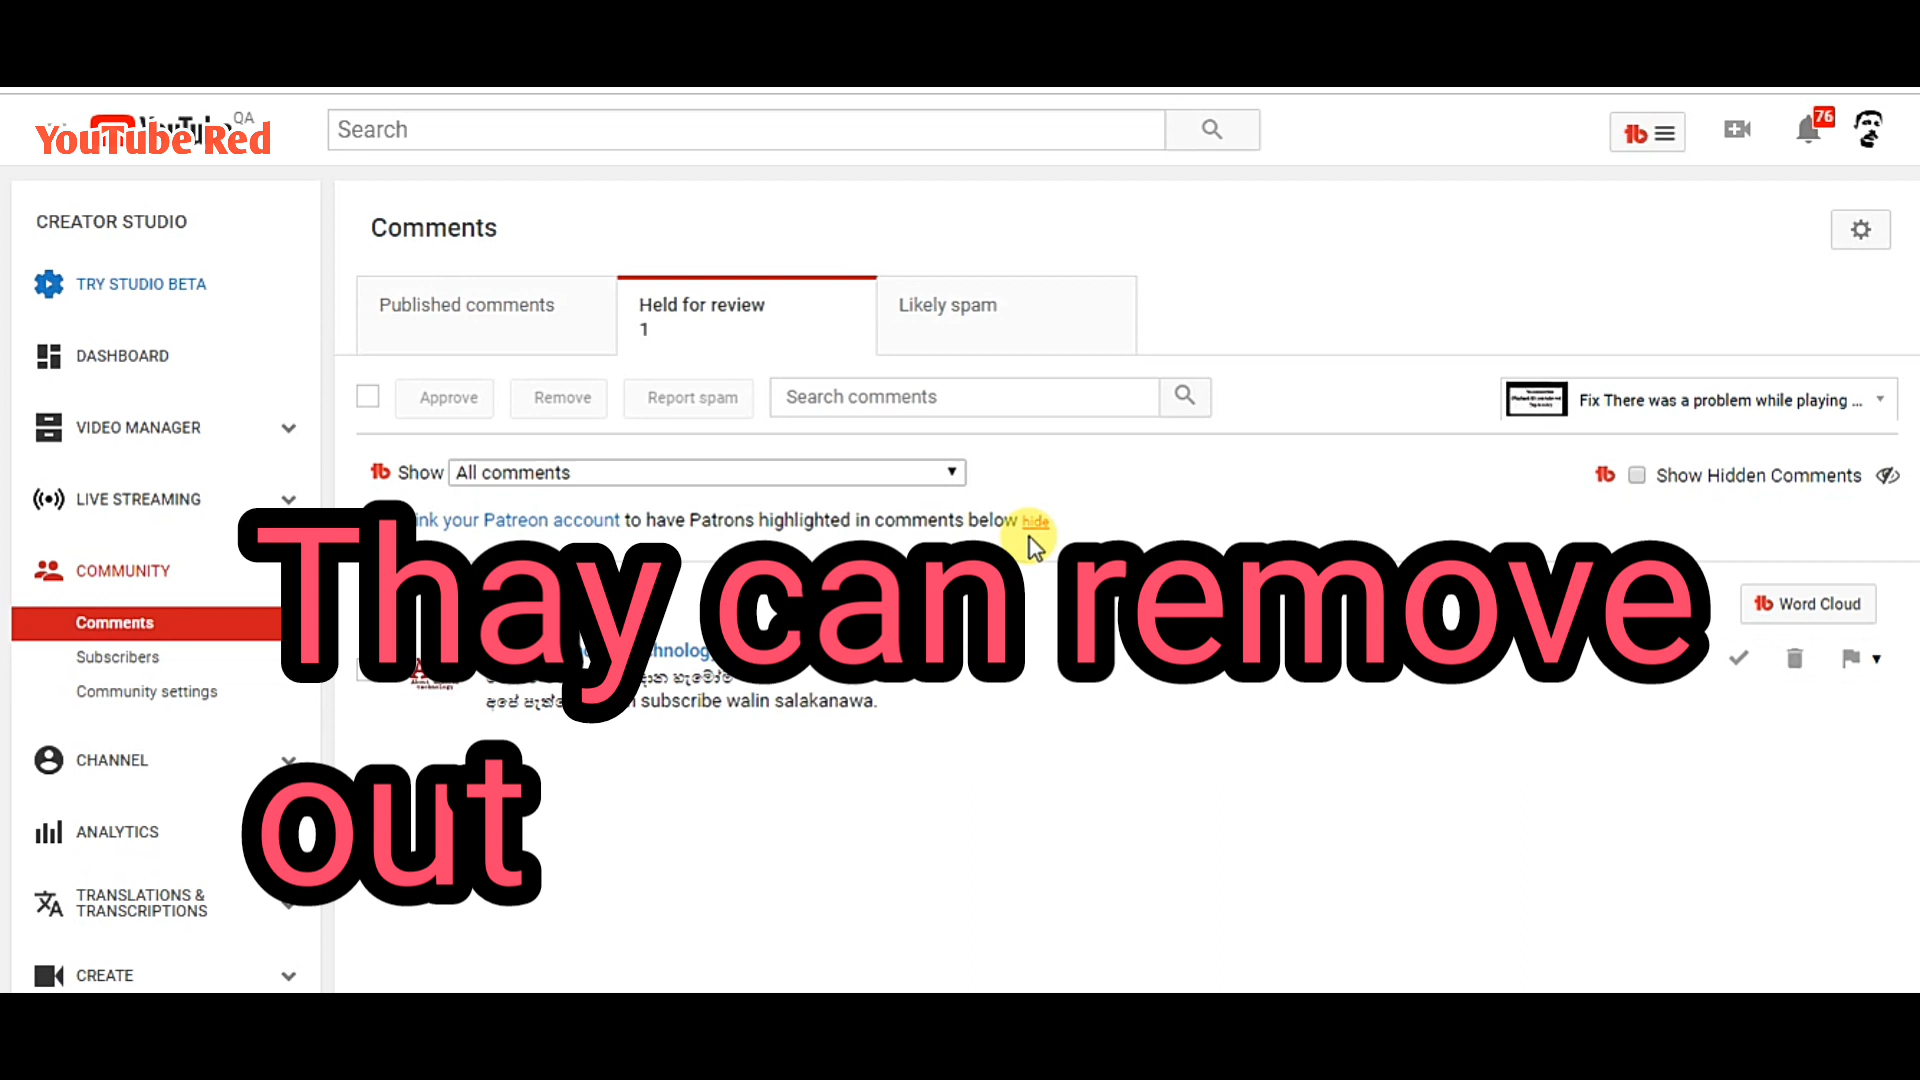 QA
YouTube Red
Search
76
CREATOR STUDIO
Comments
TRY STUDIO BETA
Published comments
Held for review
1
Likely spam
DASHBOARD
Approve
Remove
Report spam
Search comments
Fix There was a problem while playing ...
VIDEO MANAGER
Show All comments
Show Hidden Comments
LIVE STREAMING
your Patreon account to have Patrons highlighted in comments below hide
COMMUNITY
Thay can remove
out
Word Cloud
Comments
Subscribers
Community settings
අපේ
subscribe walin salakanawa.
CHANNEL
ANALYTICS
TRANSLATIONS &
TRANSCRIPTIONS
CREATE